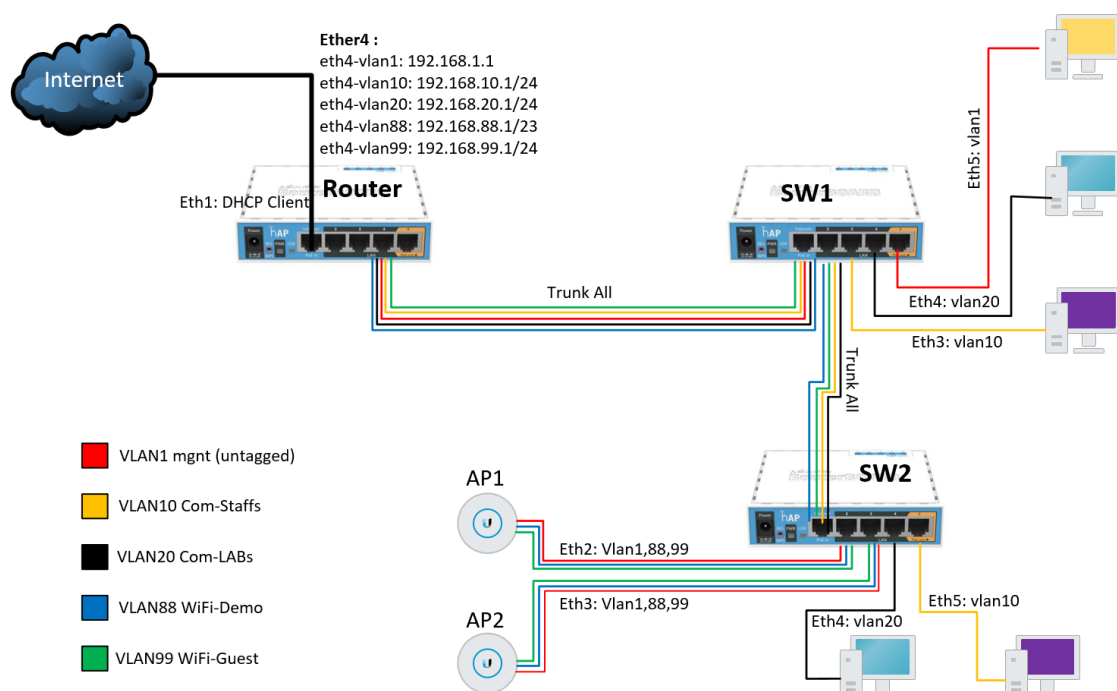 Internet
Ether4 :
eth4-vlan1: 192.168.1.1
eth4-vlan10: 192.168.10.1/24
eth4-vlan20: 192.168.20.1/24
eth4-vlan88: 192.168.88.1/23
eth4-vlan99: 192.168.99.1/24
Eth1: DHCP Client
Router
hAP
SW1
hAP
Trunk All
Eth5: vlan1
Eth4: vlan20
Eth3: vlan10
Trunk All
VLAN1 mgnt (untagged)
VLAN10 Com-Staffs
VLAN20 Com-LABs
VLAN88 WiFi-Demo
VLAN99 WiFi-Guest
AP1
AP2
SW2
hAP
Eth2: Vlan1,88,99
Eth3: Vlan1,88,99
Eth4: vlan20
Eth5: vlan10